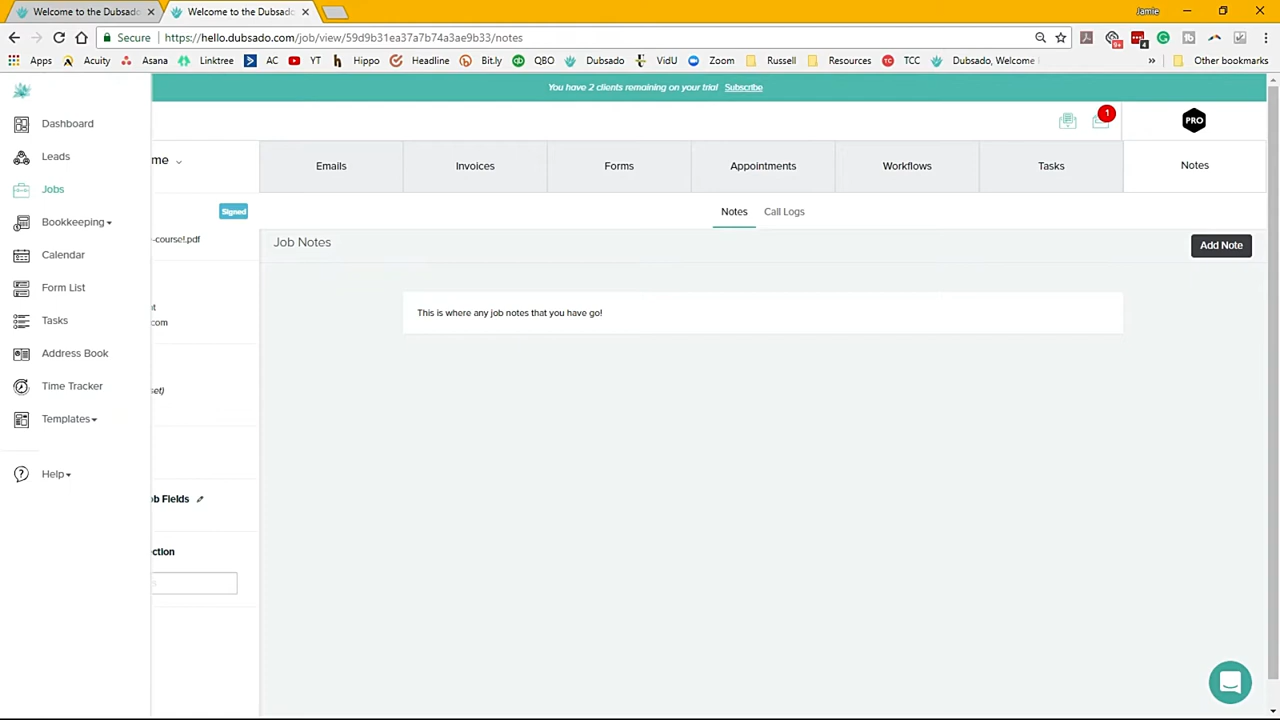 Welcome to the Dubsado
Welcome to the Dubsado
Jamie
Secure
https://hello.dubsado.com/job/view/59d9b31ea37a7b74a3ae9b33/notes
Apps
Acuity
Asana
Linktree
AC
YT
Hippo
Headline
Bit.ly
QBO
Dubsado
VidU
Zoom
Russell
Resources
TCC
Dubsado, Welcome
»
Other bookmarks
You have 2 clients remaining on your trial Subscribe
1
PRO
Dashboard
Leads
Jobs
Bookkeeping
Calendar
Form List
Tasks
Address Book
Time Tracker
Templates
Help
me
Signed
-course!.pdf
t
com
set)
ob Fields
ction
s
Emails
Invoices
Forms
Appointments
Workflows
Tasks
Notes
Notes
Call Logs
Job Notes
Add Note
This is where any job notes that you have go!